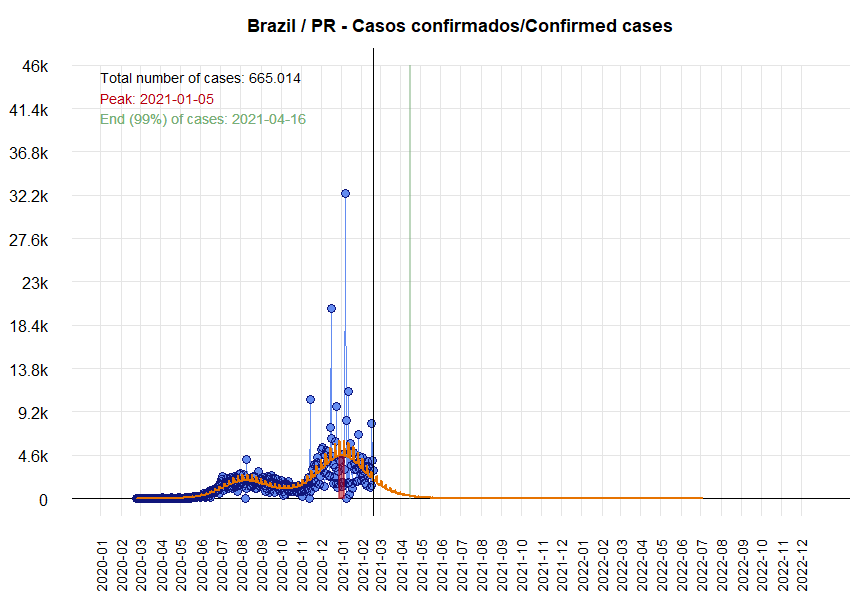 Brazil / PR - Casos confirmados/Confirmed cases
46k
Total number of cases: 665.014
Peak: 2021-01-05
41.4k
End (99%) of cases: 2021-04-16
36.8k
32.2k
27.6k
23k
18.4k
13.8k
9.2k
4.6k
0
2020-01
2020-02
2020-03
2020-04
2020-05
2020-06
2020-07
2020-08
2020-09
2020-10
2020-11
2020-12
2021-01
2021-02
2021-03
2021-04
2021-05
2021-06
2021-07
2021-08
2021-09
2021-10
2021-11
2021-12
2022-01
2022-02
2022-03
2022-04
2022-05
2022-06
2022-07
2022-08
2022-09
2022-10
2022-11
2022-12